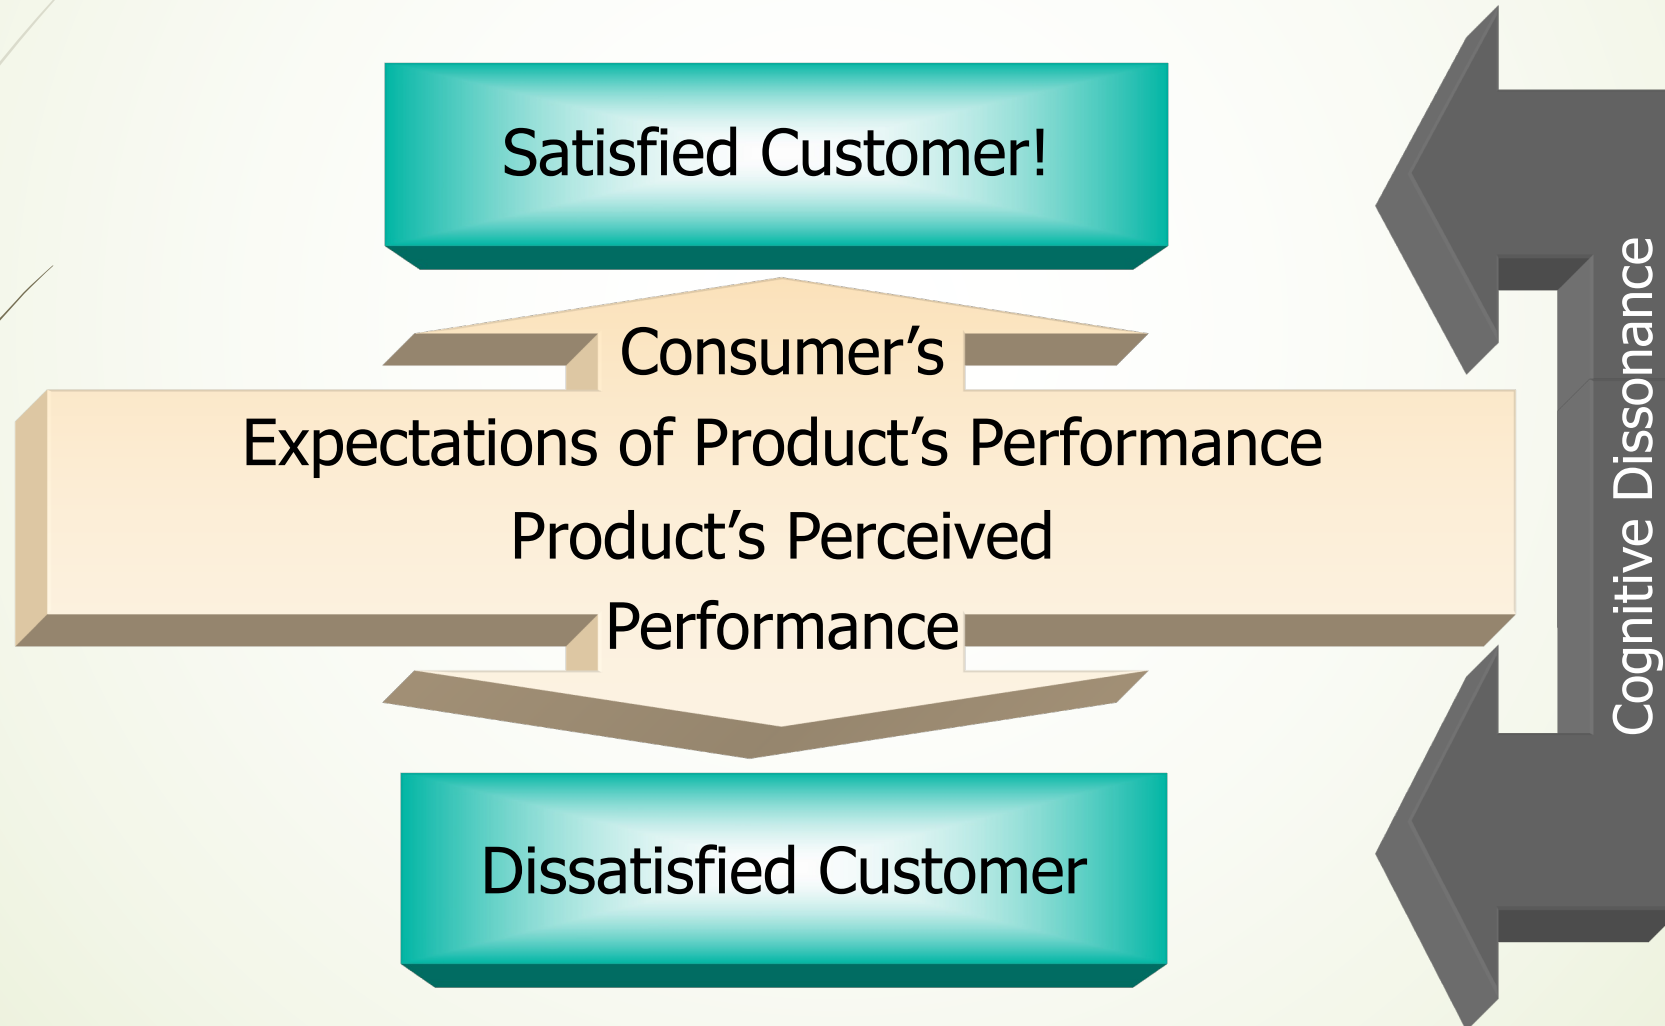 Satisfied Customer!
Consumer’s
Expectations of Product’s Performance
Product’s Perceived
Performance
Dissatisfied Customer
Cognitive Dissonance